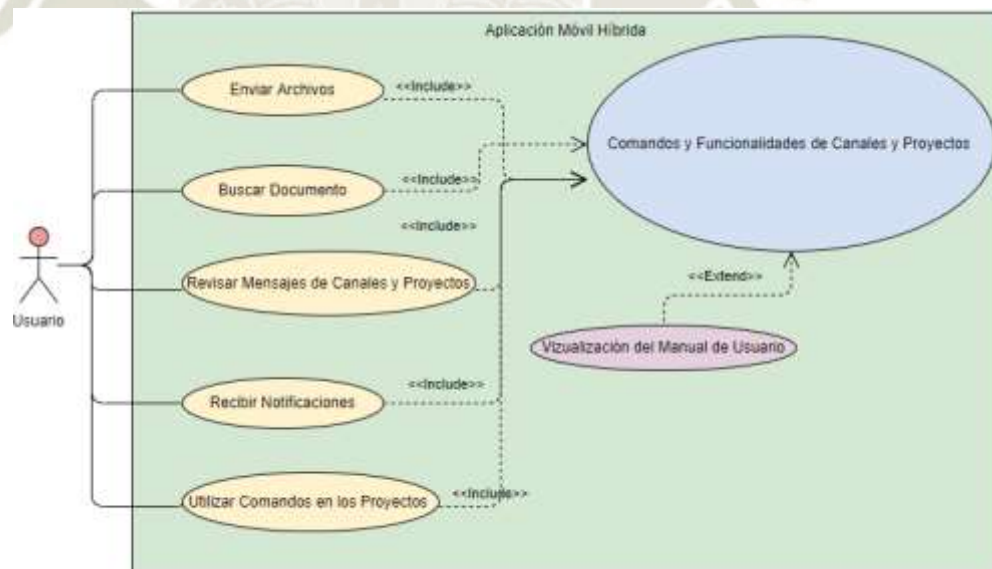 Aplicación Móvil Híbrida
Enviar Archivos
<<Include>>
Comandos y Funcionalidades de Canales y Proyectos
Buscar Documento
<<Include>>
<<Include>>
Revisar Mensajes de Canales y Proyectos
<<Extend>>
Usuario
Vizualización del Manual de Usuario
Recibir Notificaciones
<<Include>>
Utilizar Comandos en los Proyectos
<<Include>>